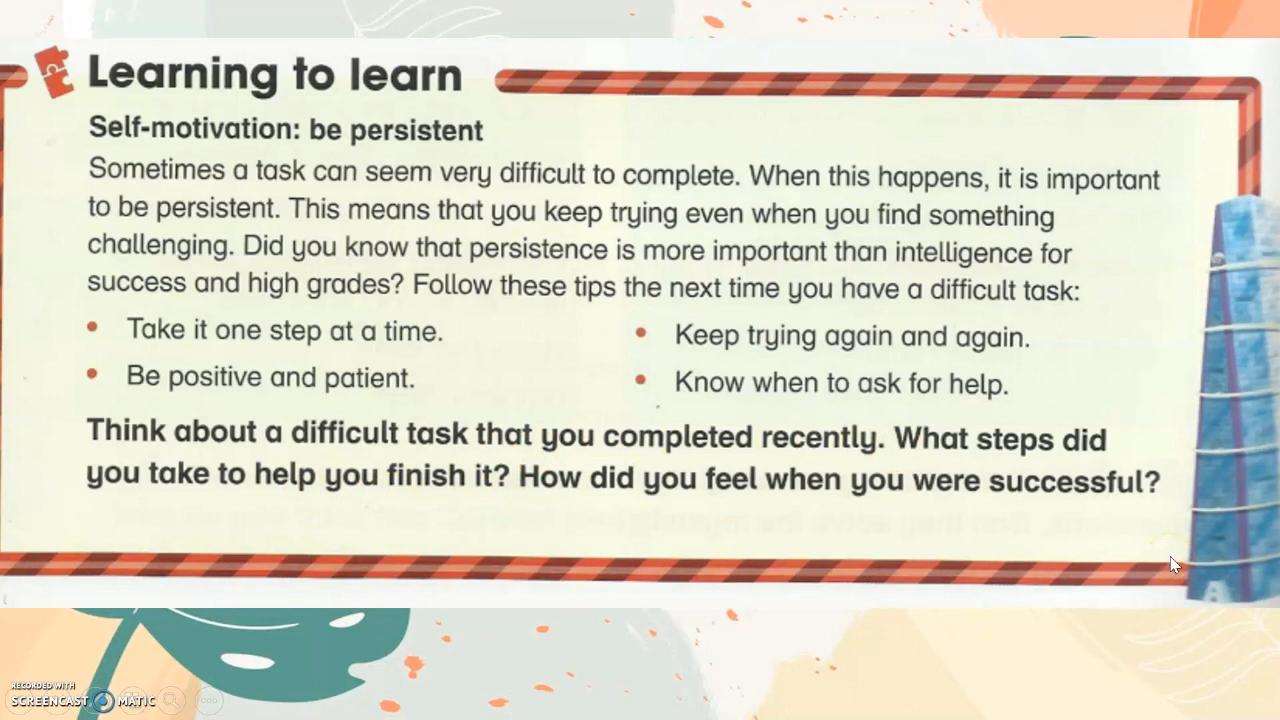 Learning to learn
Self-motivation: be persistent
Sometimes a task can seem very difficult to complete. When this happens, it is important
to be persistent. This means that you keep trying even when you find something
challenging. Did you know that persistence is more important than intelligence for
success and high grades? Follow these tips the next time you have a difficult task:
• Take it one step at a time.
• Keep trying again and again.
• Be positive and patient.
• Know when to ask for help.
Think about a difficult task that you completed recently. What steps did
you take to help you finish it? How did you feel when you were successful?
RECORDED WITH
SCREENCAST MATIC